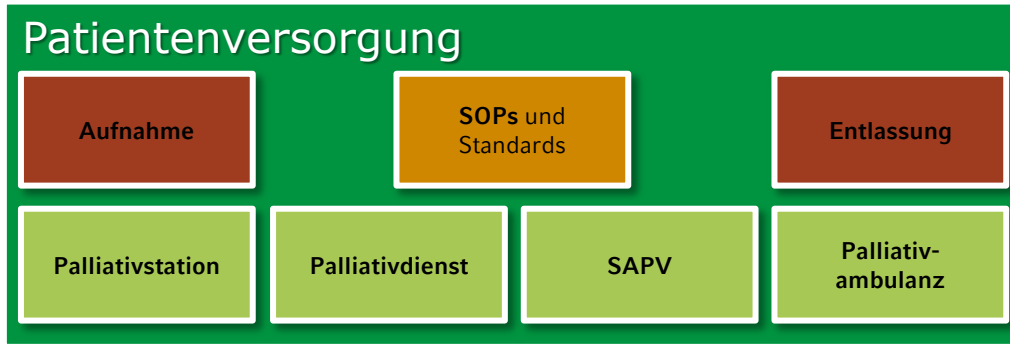 Patientenversorgung
Aufnahme
SOPs und
Standards
Entlassung
Palliativstation
Palliativdienst
SAPV
Palliativ-
ambulanz